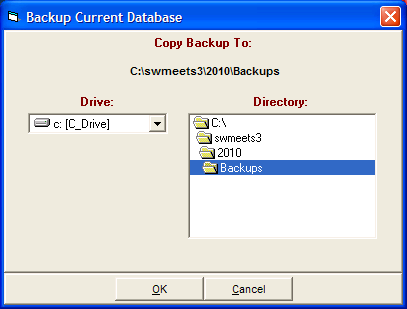 Backup Current Database
Copy Backup To:
C:\swmeets3\2010\Backups
Drive:
Directory:
c: [C_Drive]
C:\
swmeets3
2010
Backups
OK
Cancel